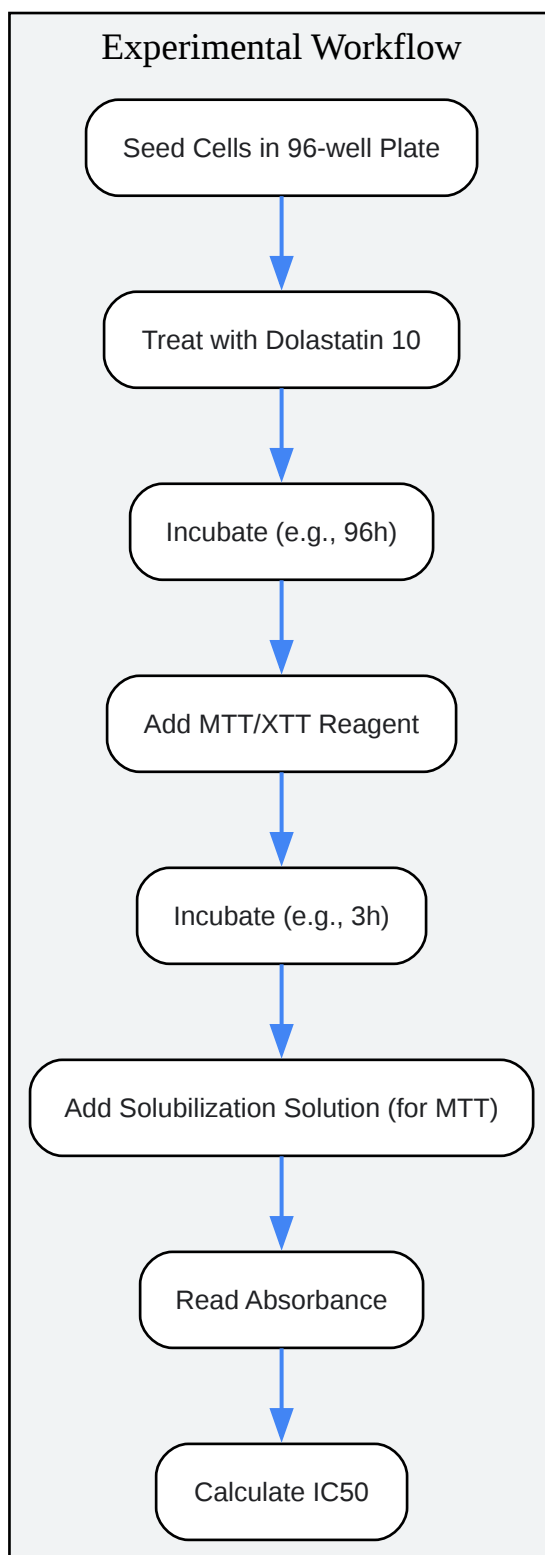 Experimental Workflow
Seed Cells in 96-well Plate
Treat with Dolastatin 10
Incubate (e.g., 96h)
Add MTT/XTT Reagent
Incubate (e.g., 3h)
Add Solubilization Solution (for MTT)
Read Absorbance
Calculate IC50